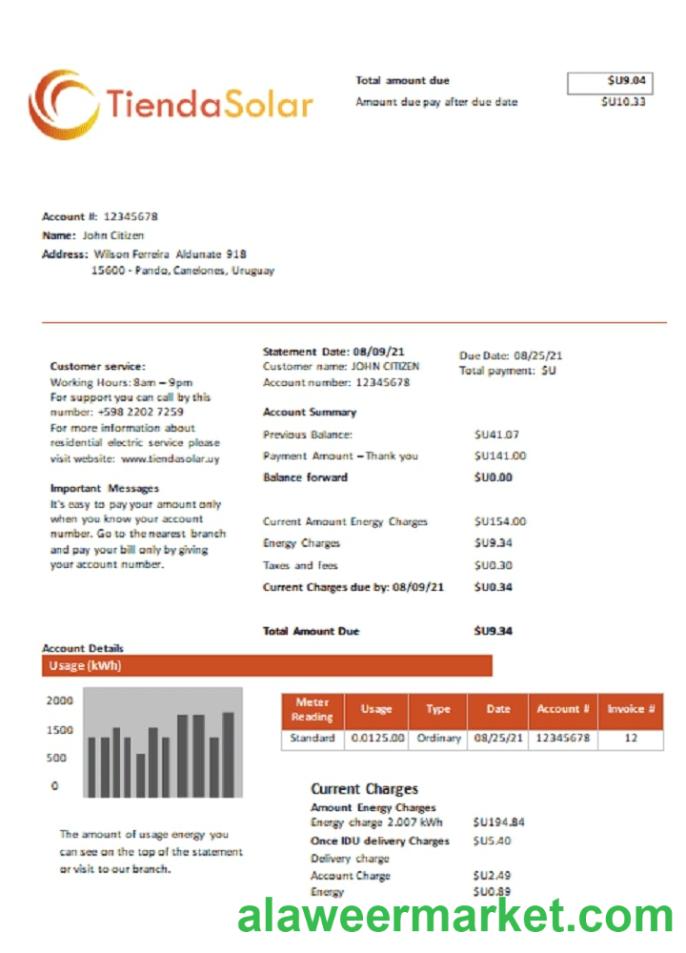 TiendaSolar
Total amount due $U9.04
Amount due pay after due date $U10.33
Account #: 12345678
Name: John Citizen
Address: Wilson Ferreira Aldunate 918
15600 - Pando, Canelones, Uruguay
Customer service:
Working Hours: 8am – 9pm
For support you can call by this
number: +598 2202 7259
For more information about
residential electric service please
visit website: www.tiendasolar.uy
Important Messages
It's easy to pay your amount only
when you know your account
number. Go to the nearest branch
and pay your bill only by giving
your account number.
Statement Date: 08/09/21
Customer name: JOHN CITIZEN
Account number: 12345678
Due Date: 08/25/21
Total payment: $U
Account Summary
Previous Balance: $U41.07
Payment Amount – Thank you $U141.00
Balance forward $U0.00
Current Amount Energy Charges $U154.00
Energy Charges $U9.34
Taxes and fees $U0.30
Current Charges due by: 08/09/21 $U0.34
Total Amount Due $U9.34
Account Details
Usage (kWh)
2000
1500
500
0
The amount of usage energy you
can see on the top of the statement
or visit to our branch.
Meter Reading Usage Type Date Account # Invoice #
Standard 0.0125.00 Ordinary 08/25/21 12345678 12
Current Charges
Amount Energy Charges
Energy charge 2.007 kWh $U194.84
Once IDU delivery Charges $U5.40
Delivery charge
Account Charge $U2.49
Energy $U0.89
alaweermarket.com